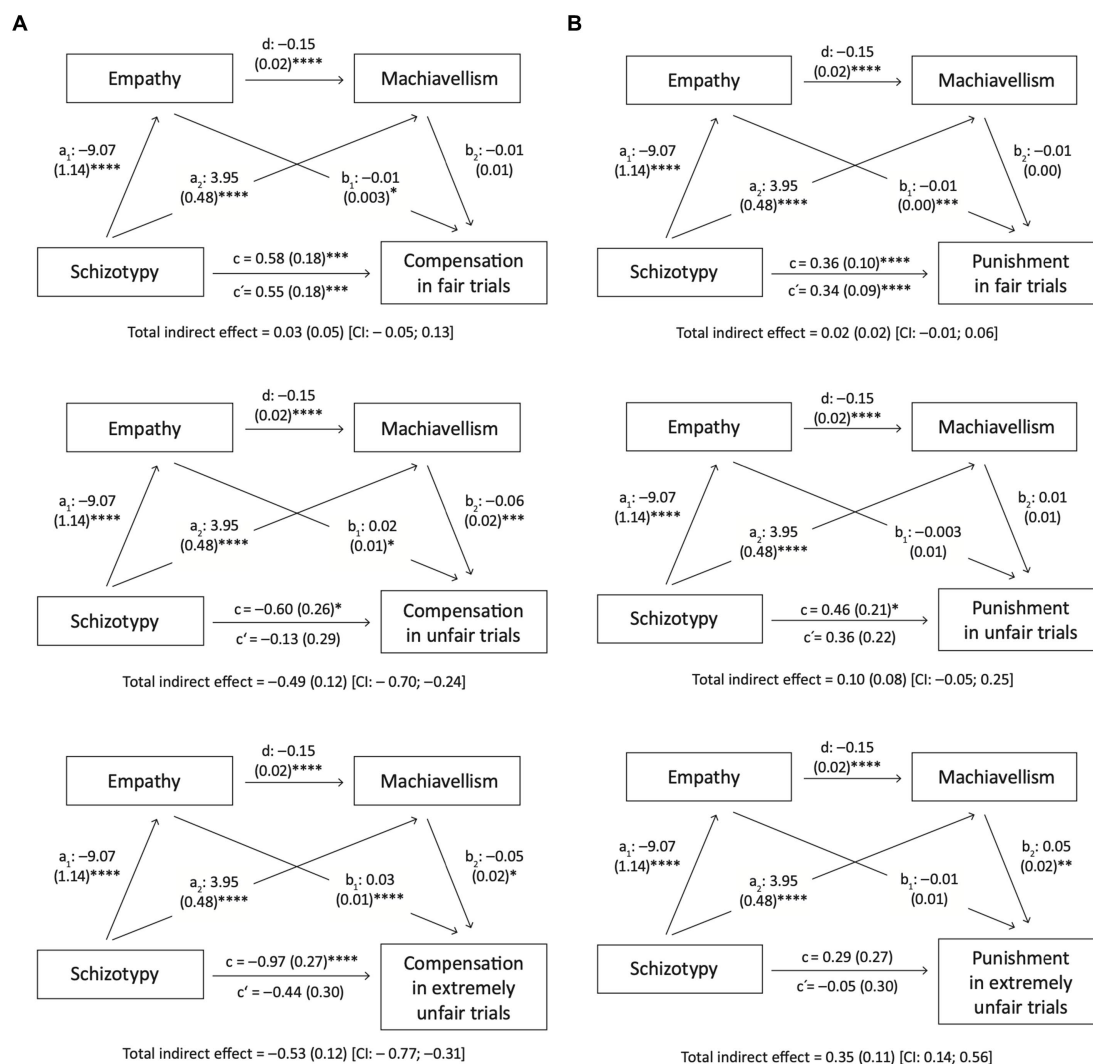 A
d: −0.15
(0.02)****
Empathy
Machiavellism
a1: −9.07
(1.14)****
a2: 3.95
(0.48)****
b1: −0.01
(0.003)*
b2: −0.01
(0.01)
Schizotypy
c = 0.58 (0.18)***
c´= 0.55 (0.18)***
Compensation
in fair trials
Total indirect effect = 0.03 (0.05) [CI: − 0.05; 0.13]
d: −0.15
(0.02)****
Empathy
Machiavellism
a1: −9.07
(1.14)****
a2: 3.95
(0.48)****
b1: 0.02
(0.01)*
b2: −0.06
(0.02)***
Schizotypy
c = −0.60 (0.26)*
c‘ = −0.13 (0.29)
Compensation
in unfair trials
Total indirect effect = −0.49 (0.12) [CI: − 0.70; −0.24]
d: −0.15
(0.02)****
Empathy
Machiavellism
a1: −9.07
(1.14)****
a2: 3.95
(0.48)****
b1: 0.03
(0.01)****
b2: −0.05
(0.02)*
Schizotypy
c = −0.97 (0.27)****
c‘ = −0.44 (0.30)
Compensation
in extremely
unfair trials
Total indirect effect = −0.53 (0.12) [CI: − 0.77; −0.31]
B
d: −0.15
(0.02)****
Empathy
Machiavellism
a1: −9.07
(1.14)****
a2: 3.95
(0.48)****
b1: −0.01
(0.00)***
b2: −0.01
(0.00)
Schizotypy
c = 0.36 (0.10)****
c´= 0.34 (0.09)****
Punishment
in fair trials
Total indirect effect = 0.02 (0.02) [CI: −0.01; 0.06]
d: −0.15
(0.02)****
Empathy
Machiavellism
a1: −9.07
(1.14)****
a2: 3.95
(0.48)****
b1: −0.003
(0.01)
b2: 0.01
(0.01)
Schizotypy
c = 0.46 (0.21)*
c´= 0.36 (0.22)
Punishment
in unfair trials
Total indirect effect = 0.10 (0.08) [CI: −0.05; 0.25]
d: −0.15
(0.02)****
Empathy
Machiavellism
a1: −9.07
(1.14)****
a2: 3.95
(0.48)****
b1: −0.01
(0.01)
b2: 0.05
(0.02)**
Schizotypy
c = 0.29 (0.27)
c´= −0.05 (0.30)
Punishment
in extremely
unfair trials
Total indirect effect = 0.35 (0.11) [CI: 0.14; 0.56]